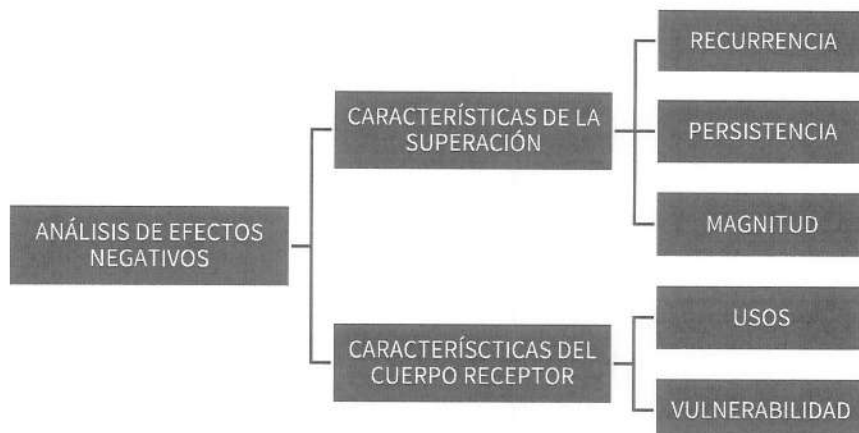 ANÁLISIS DE EFECTOS
NEGATIVOS
CARACTERÍSTICAS DE LA
SUPERACIÓN
RECURRENCIA
PERSISTENCIA
MAGNITUD
CARACTERÍSCTICAS DEL
CUERPO RECEPTOR
USOS
VULNERABILIDAD